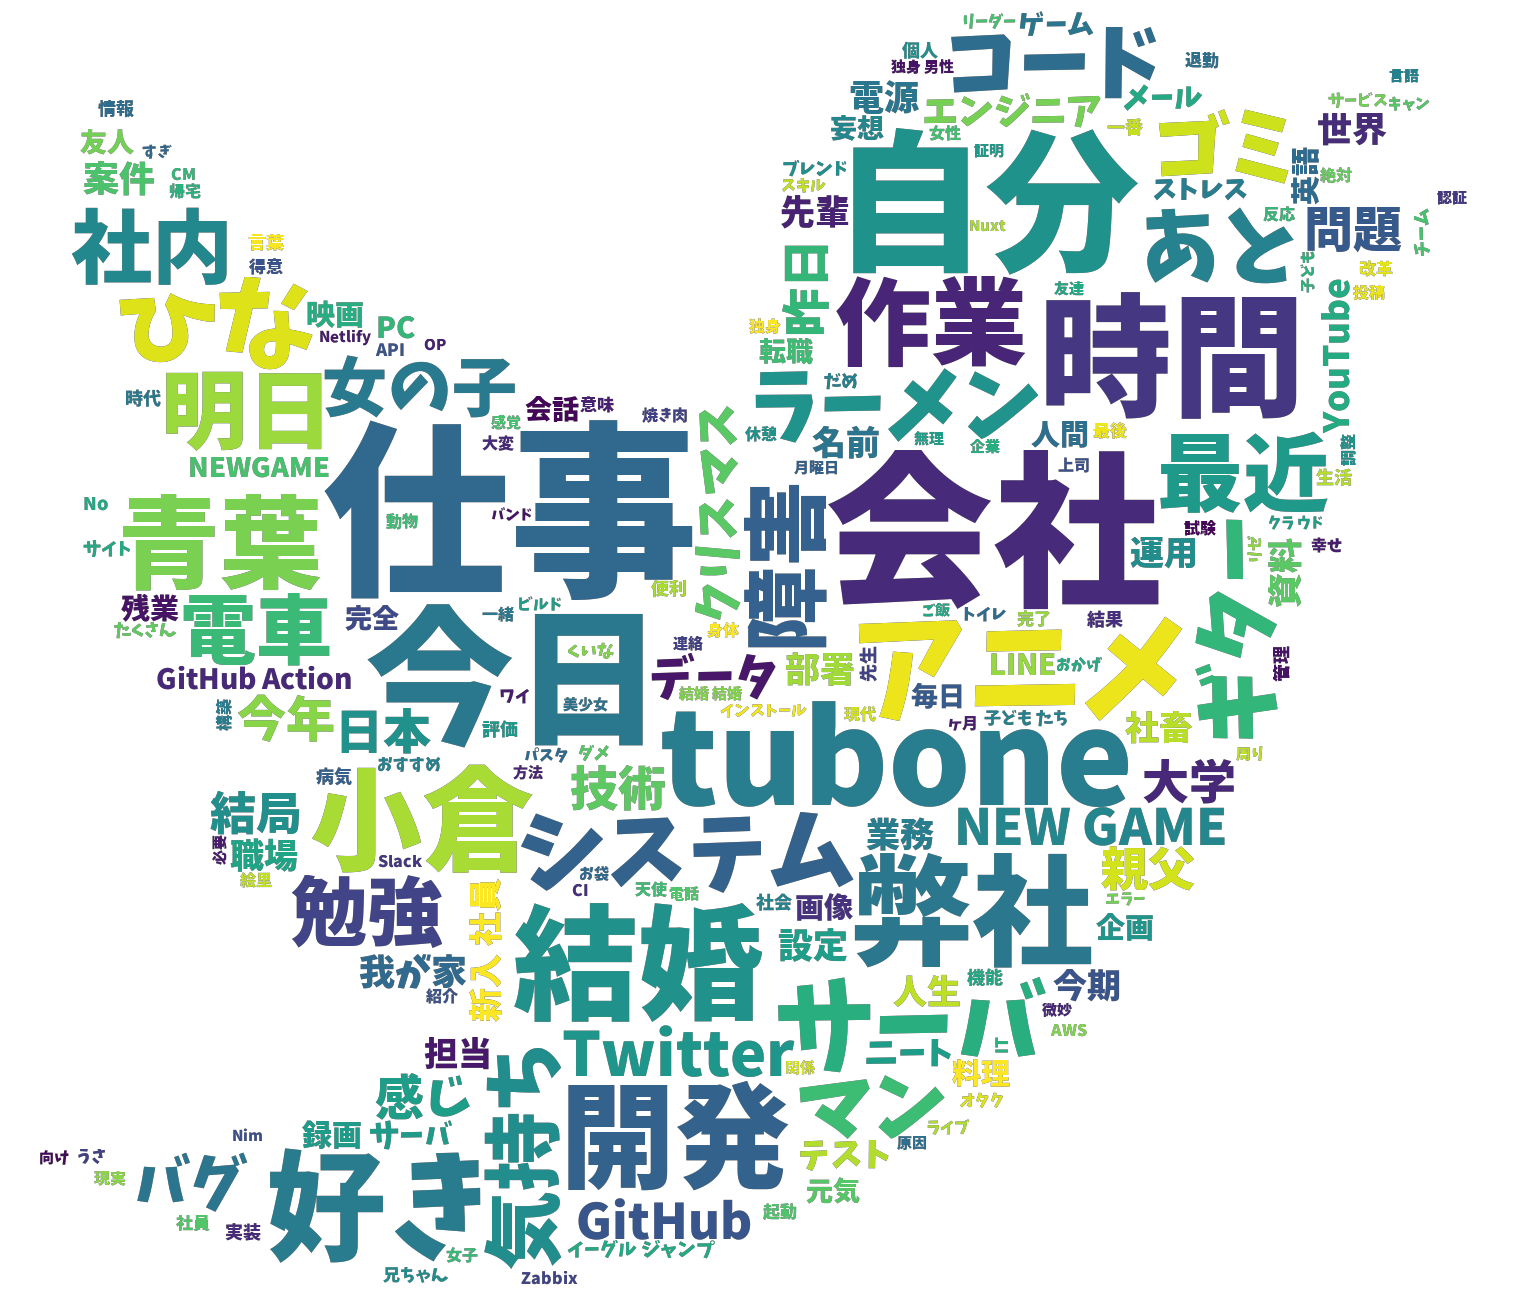 リーダー ゲーム
個人 コード 退勤
独身 男性
言語
電源 エンジニア メール サービス キャン
情報
妄想 女性 一番 ゴミ 世界
友人 すぎ
自分 証明
案件 CM
帰宅
ブレンド
スキル
ストレス 英語 絶対
先輩 Nuxt あと 反応 問題 認証
チーム
社内 言葉
得意
昨日 子ども 改革
投稿
ひな 映画 PC
Netlify API OP
独身 作業 友達 時間 YouTube
転職
時代 明日 女の子
ラーメン だめ
感覚 会話 意味 焼き肉
大変
休憩 名前 無理 企業 人間 最後
月曜日 上司
最近 調整
生活
NEWGAME 仕事 クリスマス 障害 会社
No 青葉 動物 バンド
サイト
試験 クラウド
運用 資料 幸せ
ギター
残業 電車 便利
たくさん
完全 一緒 ビルド
ご飯 トイレ 完了 結果
身体
今日 くいな 連絡
アニメ LINE おかげ 管理
GitHub Action ワイ 美少女 データ 部署 先生 毎日
結婚 結婚
構築 今年 日本 評価 インストール 現代 ヶ月 子ども たち 社畜
おすすめ パスタ ダメ
方法
tubone 周り
病気 小倉 技術 大学
結局 システム 業務 NEW GAME
必要 職場 Slack
絵里
お袋
CI
親父
勉強 新入 社員 天使 電話 社会 画像 弊社 エラー
結婚 設定 企画
我が家
紹介
人生 機能 今期
サーバ 微妙
AWS
担当 Twitter 関係 ニート IT
料理
感じ 気持ち 開発 マン オタク
録画 サーバ ライブ
Nim テスト 原因
向け うさ
現実 バグ 好き 元気
社員 実装 GitHub 起動
女子 イーグル ジャンプ
兄ちゃん Zabbix